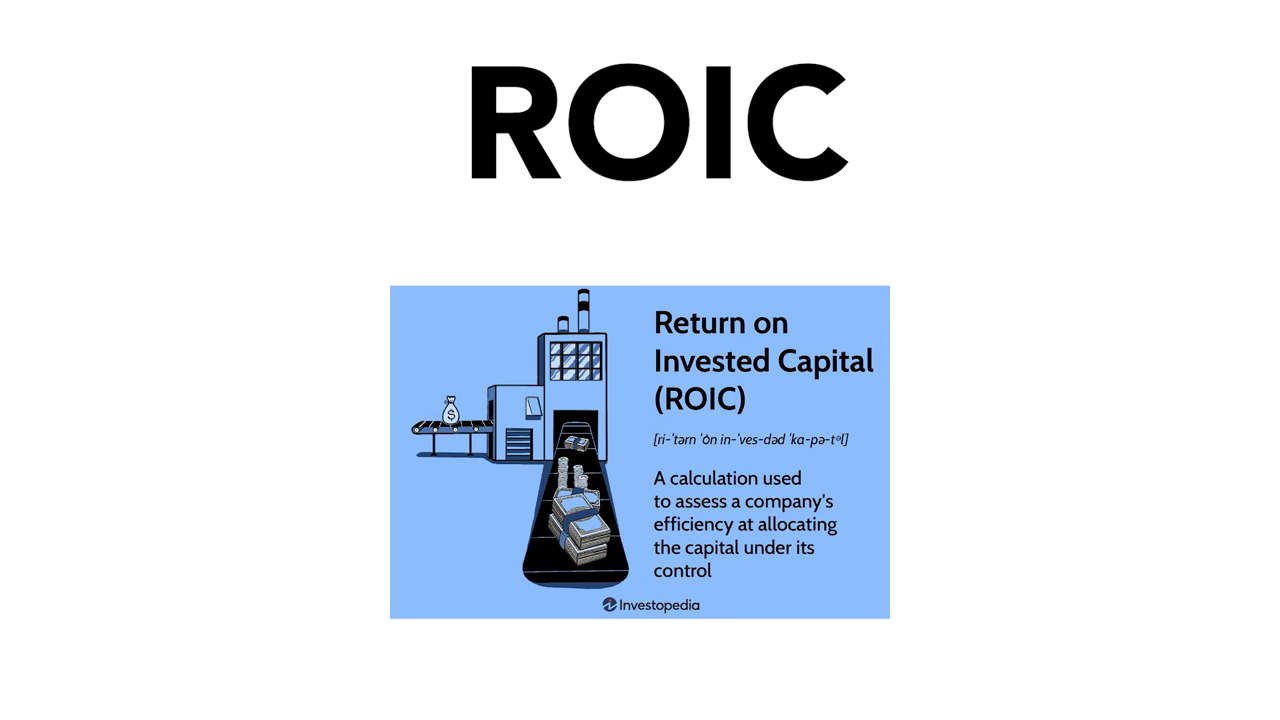 ROIC
Return on
Invested Capital
(ROIC)
[ri-ˈtərn ˈȯn in-ˈves-dəd ˈka-pə-tᵊl]
A calculation used
to assess a company's
efficiency at allocating
the capital under its
control
$
Investopedia